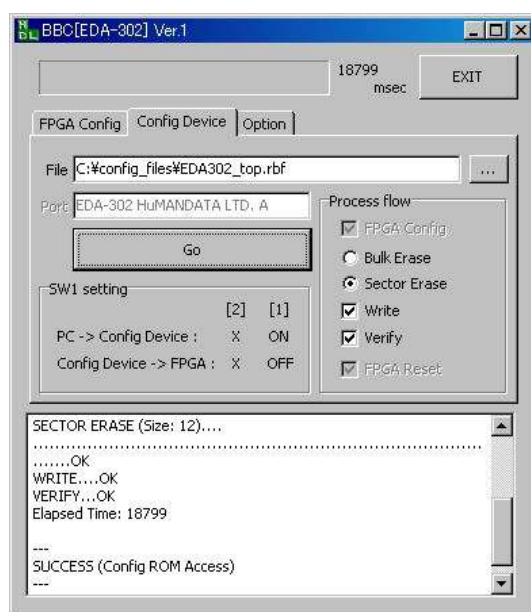 BBC[EDA-302] Ver.1
18799
msec
EXIT
FPGA Config Config Device Option
File C:¥config_files¥EDA302_top.rbf ...
Port EDA-302 HuMANDATA LTD. A
Go
Process flow
FPGA Config
Bulk Erase
Sector Erase
Write
Verify
FPGA Reset
SW1 setting
[2] [1]
PC -> Config Device : X ON
Config Device -> FPGA : X OFF
SECTOR ERASE (Size: 12)....
................................................................................................
.......OK
WRITE....OK
VERIFY...OK
Elapsed Time: 18799
---
SUCCESS (Config ROM Access)
---